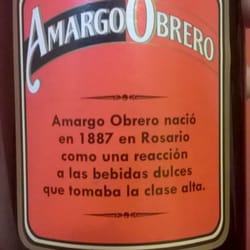 AMARGO OBRERO
Amargo Obrero nació
en 1887 en Rosario
como una reacción
a las bebidas dulces
que tomaba la clase alta.